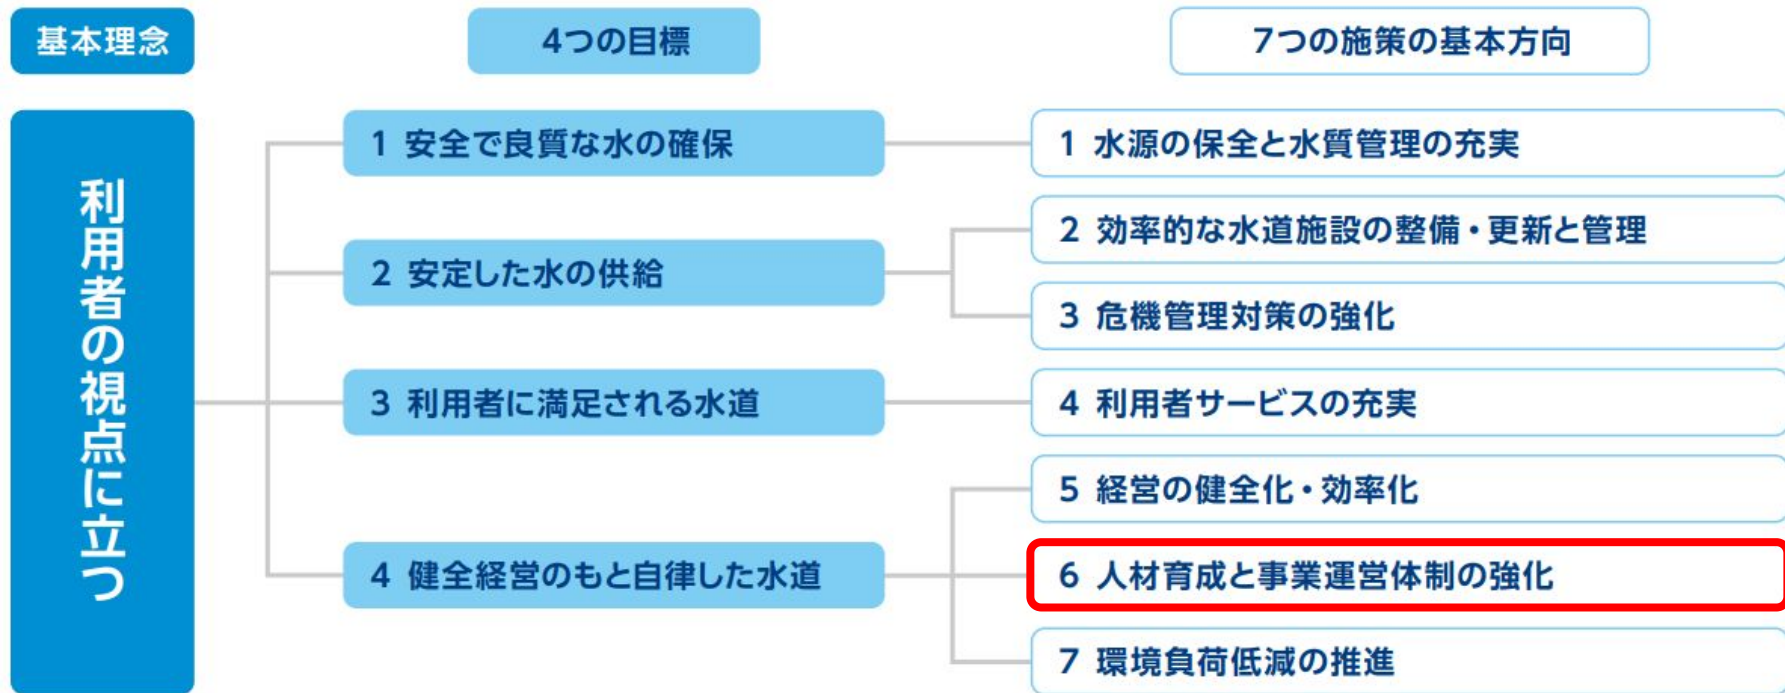 基本理念
4つの目標
7つの施策の基本方向
利用者の視点に立つ
1 安全で良質な水の確保
1 水源の保全と水質管理の充実
2 安定した水の供給
2 効率的な水道施設の整備・更新と管理
3 危機管理対策の強化
3 利用者に満足される水道
4 利用者サービスの充実
4 健全経営のもと自律した水道
5 経営の健全化・効率化
6 人材育成と事業運営体制の強化
7 環境負荷低減の推進